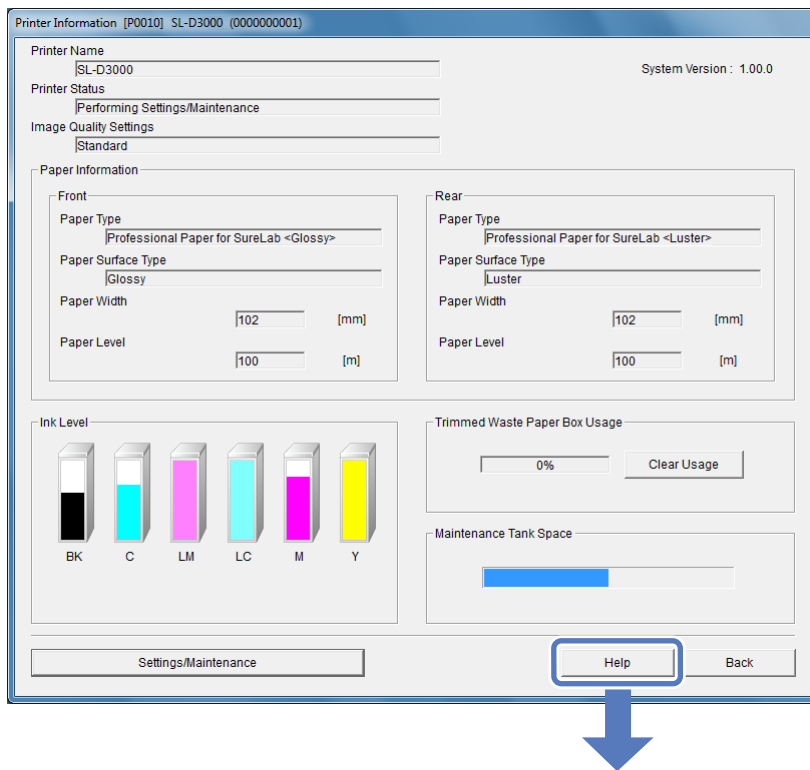 Printer Information [P0010] SL-D3000 (0000000001)
Printer Name
SL-D3000
System Version : 1.00.0
Printer Status
Performing Settings/Maintenance
Image Quality Settings
Standard
Paper Information
Front
Paper Type
Professional Paper for SureLab <Glossy>
Paper Surface Type
Glossy
Paper Width
102 [mm]
Paper Level
100 [m]
Rear
Paper Type
Professional Paper for SureLab <Luster>
Paper Surface Type
Luster
Paper Width
102 [mm]
Paper Level
100 [m]
Ink Level
BK C LM LC M Y
Trimmed Waste Paper Box Usage
0% Clear Usage
Maintenance Tank Space
Settings/Maintenance Help Back